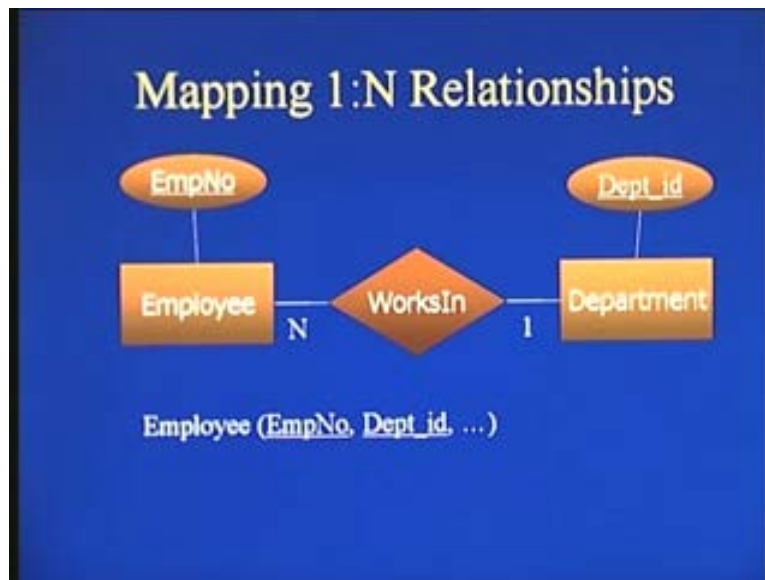 Mapping 1:N Relationships
EmpNo
Dept_id
Employee
WorksIn
Department
N
1
Employee (EmpNo, Dept_id, ...)